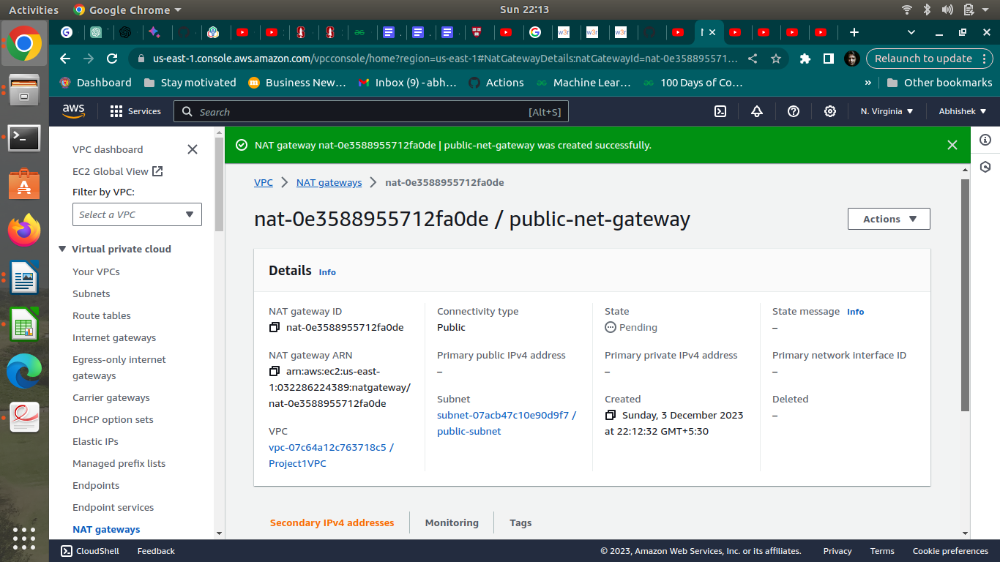 Activities
Google Chrome
Sun 22:13
us-east-1.console.aws.amazon.com/vpcconsole/home?region=us-east-1#NatGatewayDetails:natGatewayId=nat-0e358895571...
Relaunch to update
Dashboard
Stay motivated
Business New...
Inbox (9) - abh...
Actions
Machine Lear...
100 Days of Co...
»
Other bookmarks
aws
Services
Search
[Alt+S]
N. Virginia
Abhishek
VPC dashboard
EC2 Global View
Filter by VPC:
Select a VPC
Virtual private cloud
Your VPCs
Subnets
Route tables
Internet gateways
Egress-only internet
gateways
Carrier gateways
DHCP option sets
Elastic IPs
Managed prefix lists
Endpoints
Endpoint services
NAT gateways
NAT gateway nat-0e3588955712fa0de | public-net-gateway was created successfully.
VPC
NAT gateways
nat-0e3588955712fa0de
nat-0e3588955712fa0de / public-net-gateway
Actions
Details
Info
NAT gateway ID
nat-0e3588955712fa0de
Connectivity type
Public
State
Pending
State message
Info
–
NAT gateway ARN
arn:aws:ec2:us-east-
1:032286224389:natgateway/
nat-0e3588955712fa0de
Primary public IPv4 address
–
Primary private IPv4 address
–
Primary network interface ID
–
VPC
vpc-07c64a12c763718c5 /
Project1VPC
Subnet
subnet-07acb47c10e90d9f7 /
public-subnet
Created
Sunday, 3 December 2023
at 22:12:32 GMT+5:30
Deleted
–
Secondary IPv4 addresses
Monitoring
Tags
CloudShell
Feedback
© 2023, Amazon Web Services, Inc. or its affiliates.
Privacy
Terms
Cookie preferences